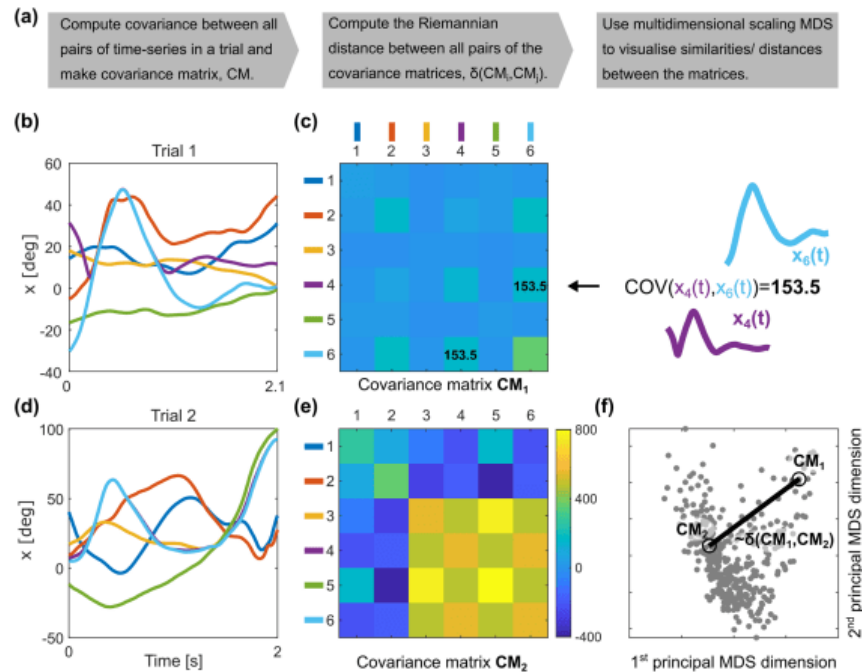 (a)
Compute covariance between all
pairs of time-series in a trial and
make covariance matrix, CM.
Compute the Riemannian
distance between all pairs of the
covariance matrices, δ(CMᵢ,CMⱼ).
Use multidimensional scaling MDS
to visualise similarities/ distances
between the matrices.
(b)
Trial 1
60
40
20
0
-20
-40
x [deg]
0
2.1
(c)
1 2 3 4 5 6
1
2
3
4
5
6
153.5
153.5
Covariance matrix CM₁
x₆(t)
COV(x₄(t),x₆(t))=153.5
x₄(t)
(d)
Trial 2
100
50
0
-50
x [deg]
0
2
Time [s]
(e)
1 2 3 4 5 6
1
2
3
4
5
6
800
400
0
-400
Covariance matrix CM₂
(f)
CM₁
CM₂
~δ(CM₁,CM₂)
1st principal MDS dimension
2nd principal MDS dimension